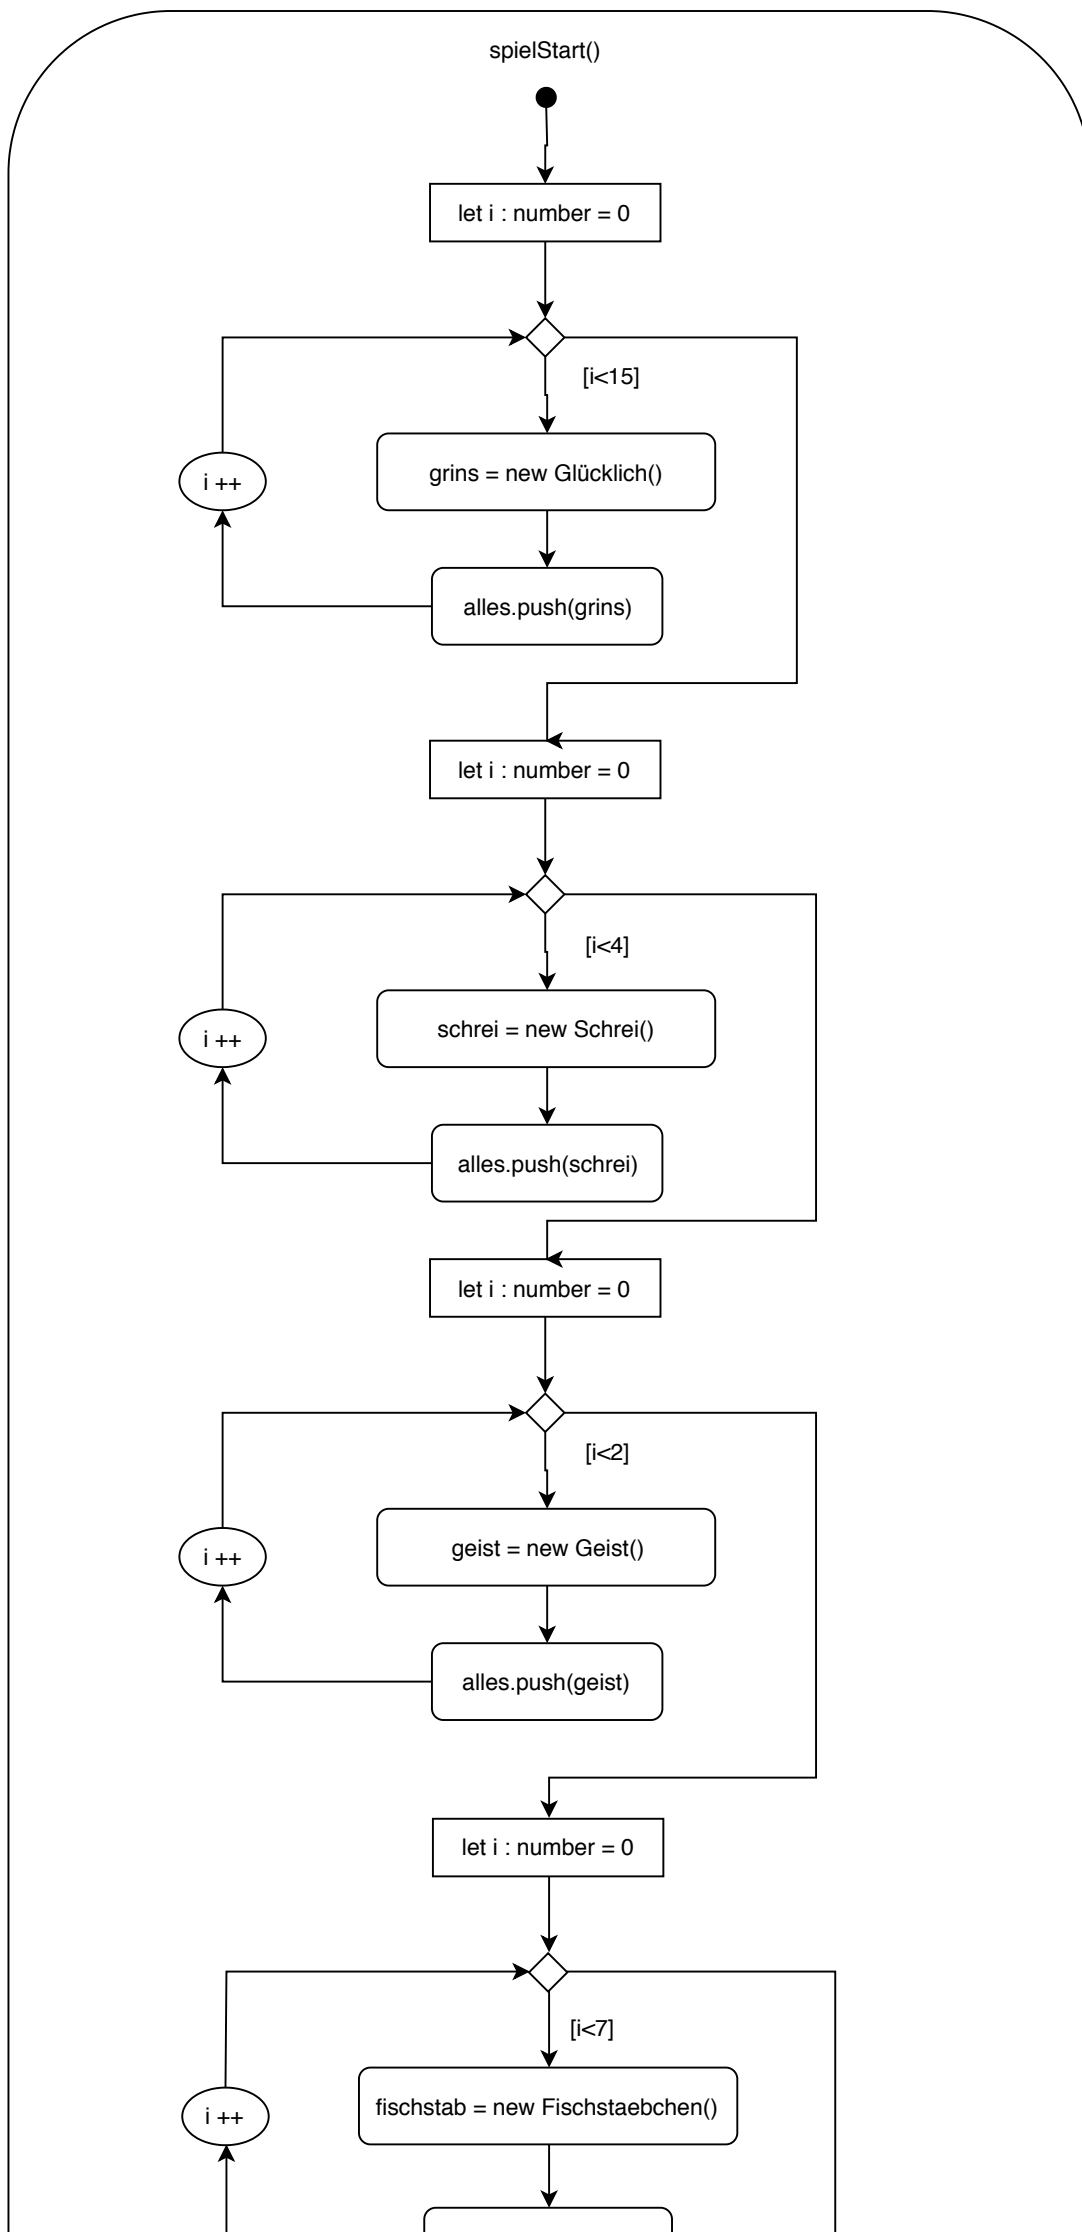 spielStart()
let i : number = 0
[i<15]
grins = new Glücklich()
i ++
alles.push(grins)
let i : number = 0
[i<4]
schrei = new Schrei()
i ++
alles.push(schrei)
let i : number = 0
[i<2]
geist = new Geist()
i ++
alles.push(geist)
let i : number = 0
[i<7]
fischstab = new Fischstaebchen()
i ++